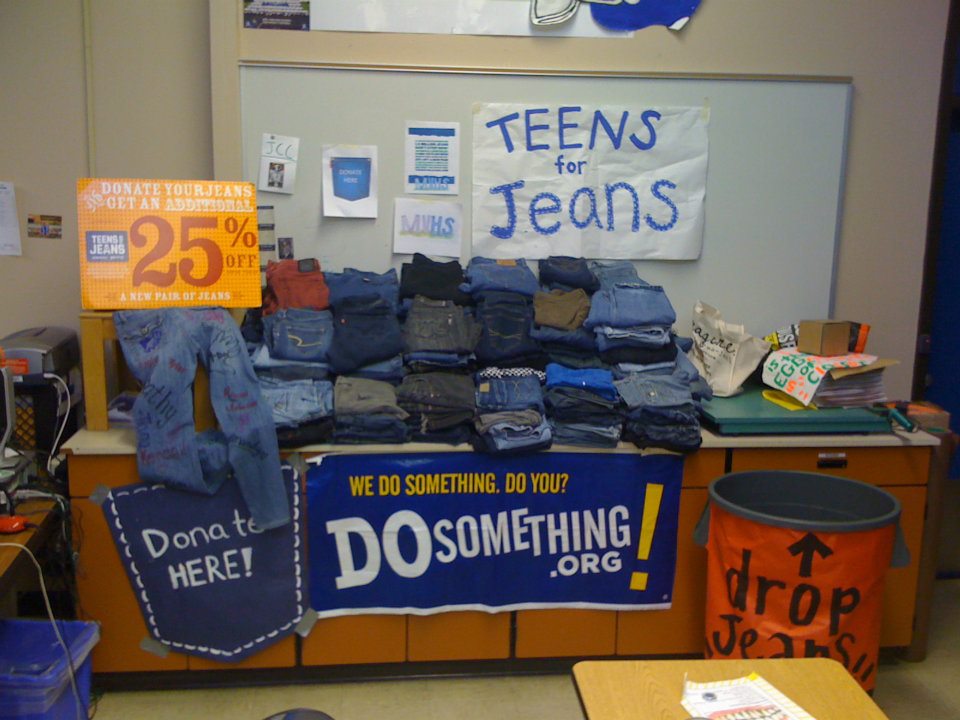 TEENS
for
Jeans
JCC
DONATE
HERE
MVHS
DONATE YOUR JEANS
GET AN ADDITIONAL
25% OFF
TEENS FOR
JEANS
A NEW PAIR OF JEANS
Donate
HERE!
WE DO SOMETHING. DO YOU?
DOSOMETHING!
.ORG
drop
Jeans!!